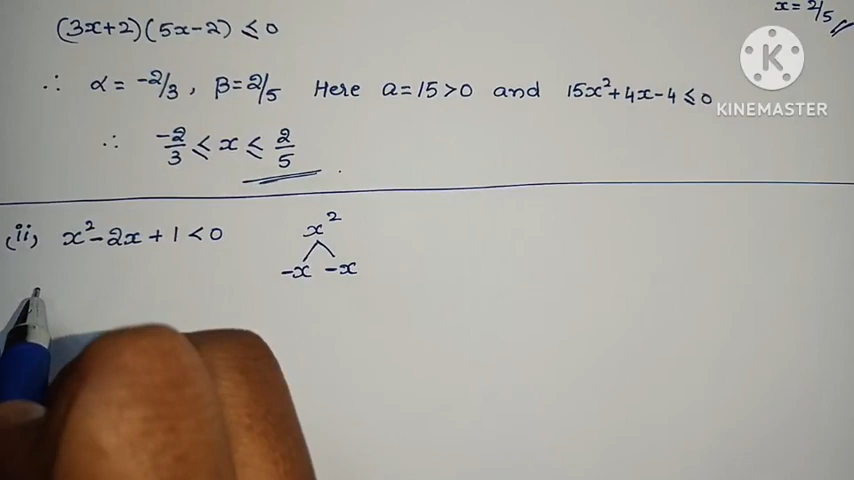 x = 2/5
(3x+2)(5x-2) ≤ 0
∴ α = -2/3, β = 2/5 Here a = 15 > 0 and 15x²+4x-4 ≤ 0
∴ -2/3 ≤ x ≤ 2/5
(ii) x²-2x+1 < 0 x²
-x -x
K
KINEMASTER